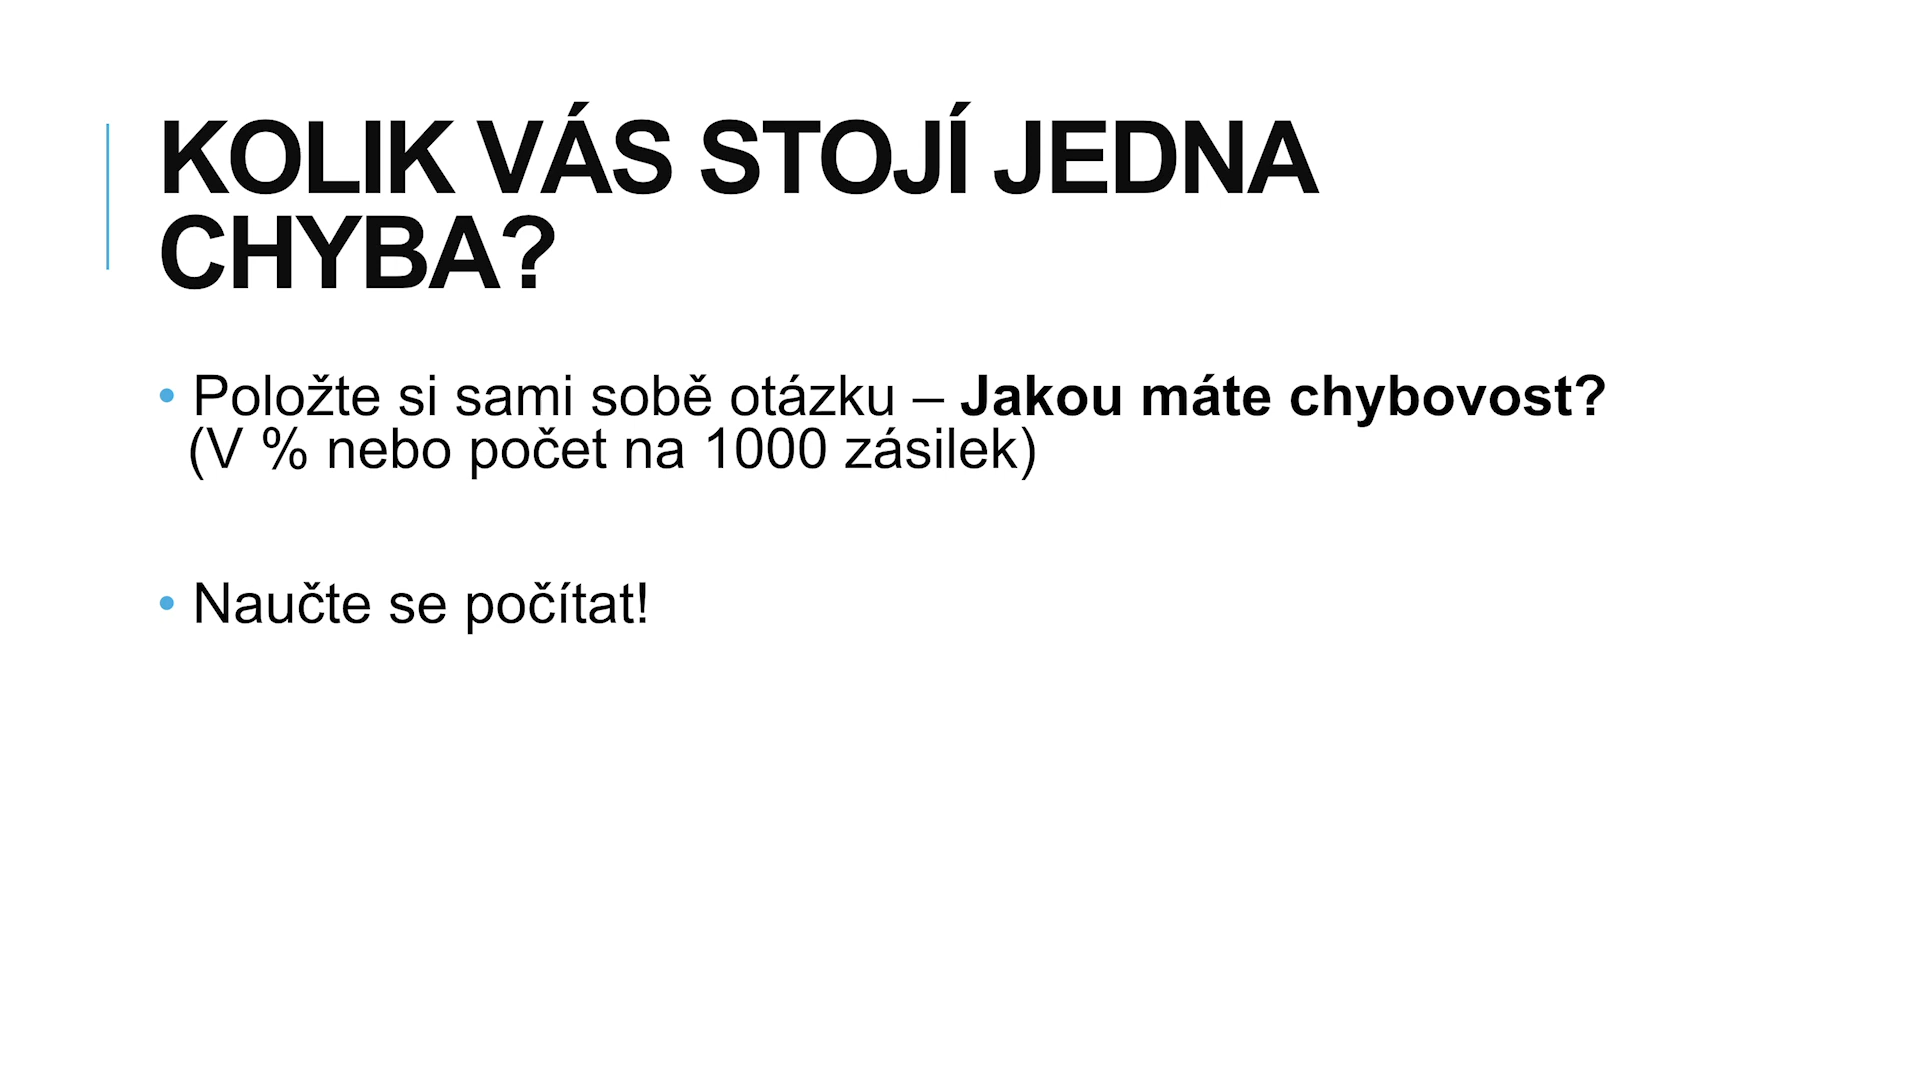 KOLIK VÁS STOJÍ JEDNA
CHYBA?
• Položte si sami sobě otázku – Jakou máte chybovost?
(V % nebo počet na 1000 zásilek)
• Naučte se počítat!